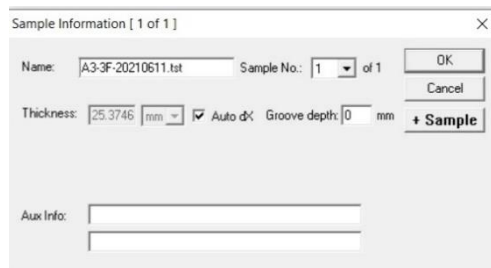 Sample Information [ 1 of 1 ]
Name: A3-3F-20210611.tst Sample No.: 1 of 1 OK
Cancel
Thickness: 25.3746 mm Auto dX Groove depth: 0 mm + Sample
Aux Info: